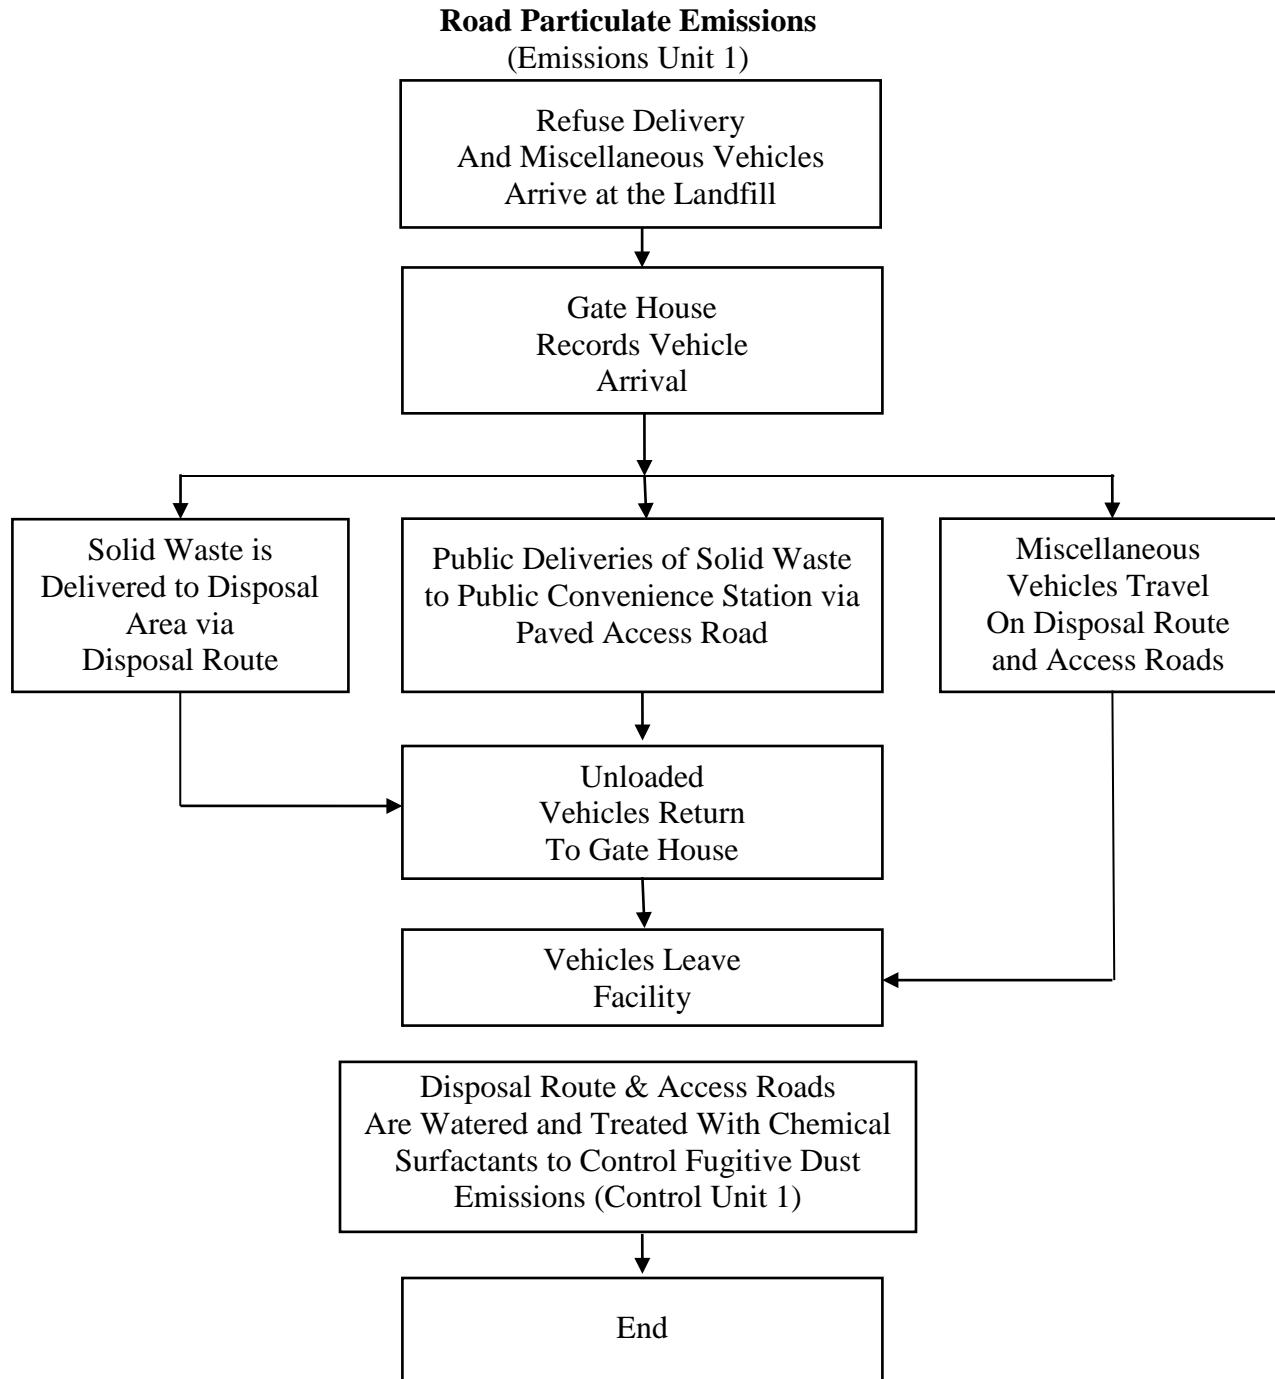 Road Particulate Emissions
(Emissions Unit 1)
Refuse Delivery
And Miscellaneous Vehicles
Arrive at the Landfill
Gate House
Records Vehicle
Arrival
Solid Waste is
Delivered to Disposal
Area via
Disposal Route
Public Deliveries of Solid Waste
to Public Convenience Station via
Paved Access Road
Miscellaneous
Vehicles Travel
On Disposal Route
and Access Roads
Unloaded
Vehicles Return
To Gate House
Vehicles Leave
Facility
Disposal Route & Access Roads
Are Watered and Treated With Chemical
Surfactants to Control Fugitive Dust
Emissions (Control Unit 1)
End